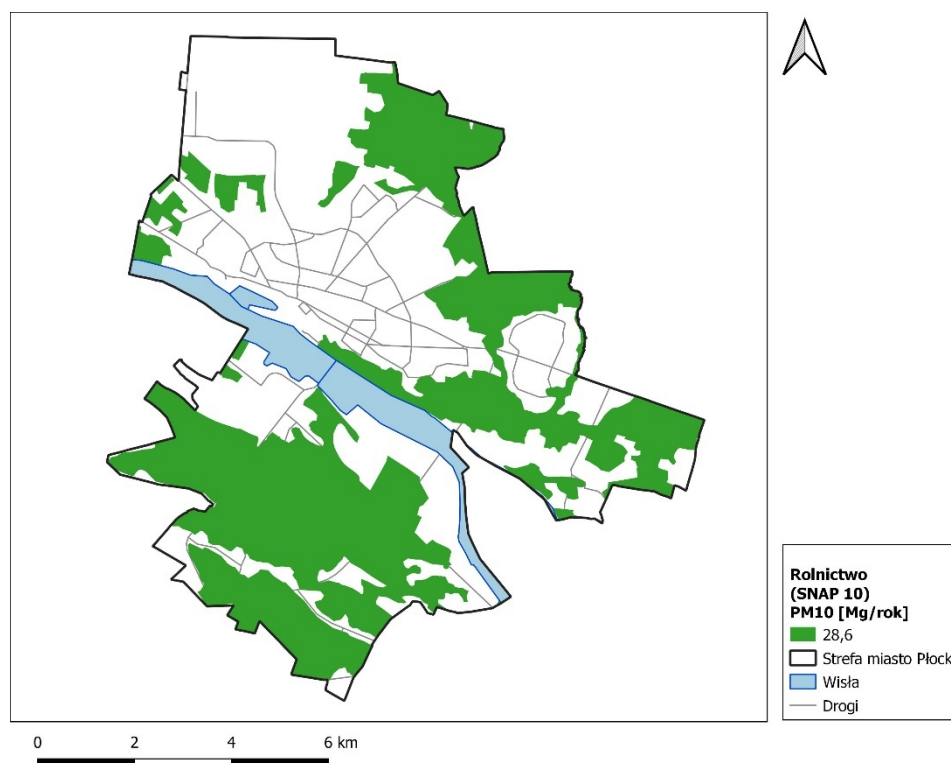 Rolnictwo
(SNAP 10)
PM10 [Mg/rok]
28,6
Strefa miasto Płock
Wisła
Drogi
0 2 4 6 km